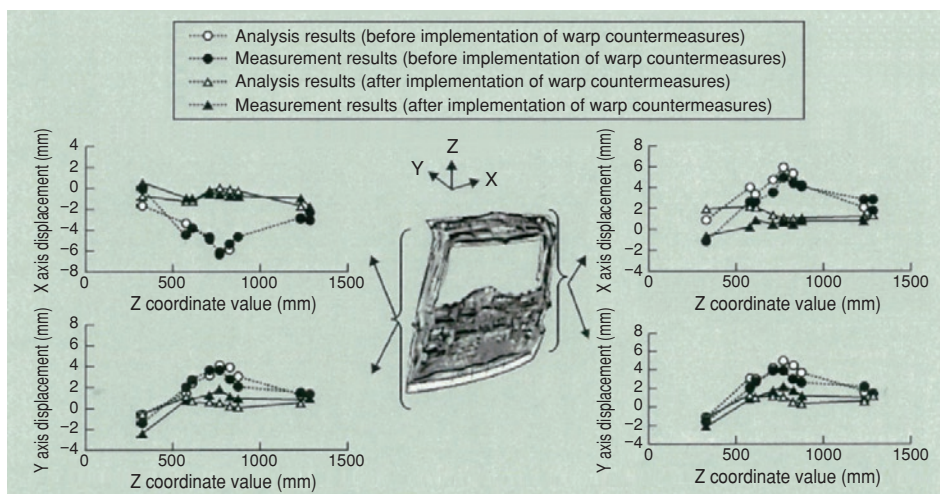 Analysis results (before implementation of warp countermeasures)
Measurement results (before implementation of warp countermeasures)
Analysis results (after implementation of warp countermeasures)
Measurement results (after implementation of warp countermeasures)
X axis displacement (mm)
4
2
0
−2
−4
−6
−8
0
500
1000
1500
Z coordinate value (mm)
Z
Y
X
X axis displacement (mm)
8
6
4
2
0
−2
−4
0
500
1000
1500
Z coordinate value (mm)
Y axis displacement (mm)
8
6
4
2
0
−2
−4
0
500
1000
1500
Z coordinate value (mm)
Y axis displacement (mm)
8
6
4
2
0
−2
−4
0
500
1000
1500
Z coordinate value (mm)